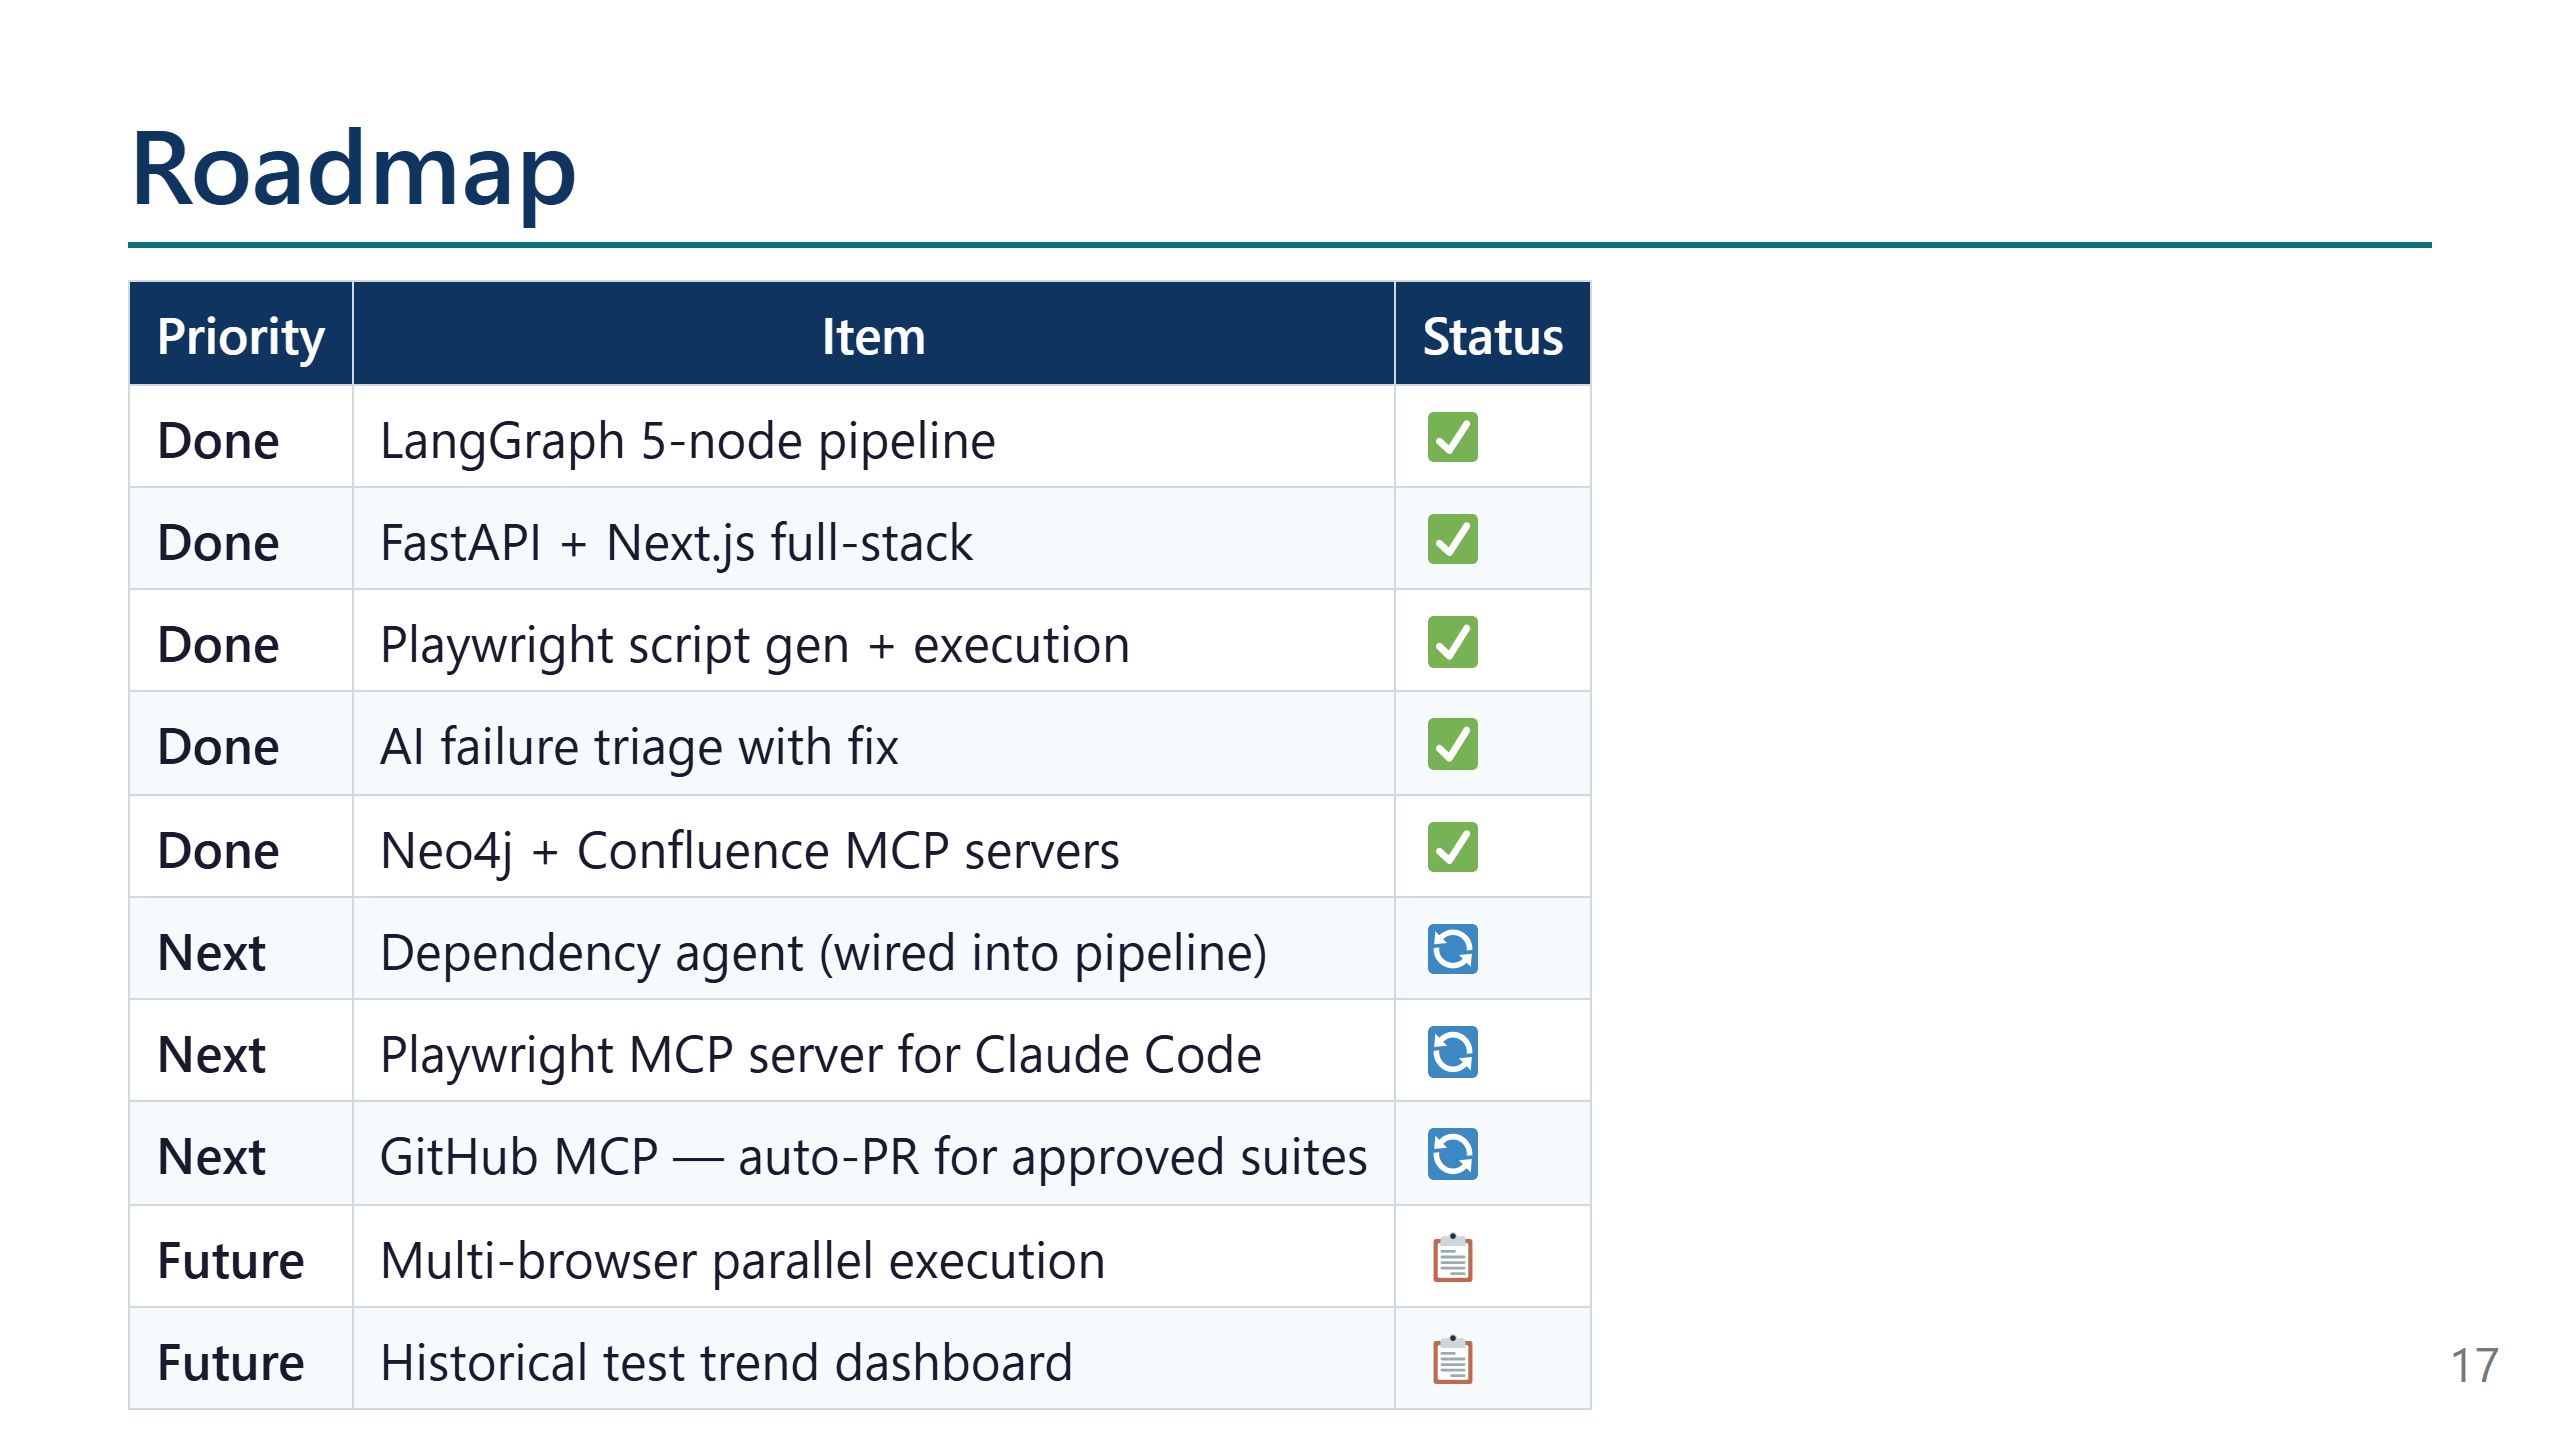 Roadmap
Priority Item Status
Done LangGraph 5-node pipeline ✅
Done FastAPI + Next.js full-stack ✅
Done Playwright script gen + execution ✅
Done AI failure triage with fix ✅
Done Neo4j + Confluence MCP servers ✅
Next Dependency agent (wired into pipeline) 🔄
Next Playwright MCP server for Claude Code 🔄
Next GitHub MCP — auto-PR for approved suites 🔄
Future Multi-browser parallel execution 📋
Future Historical test trend dashboard 📋
17